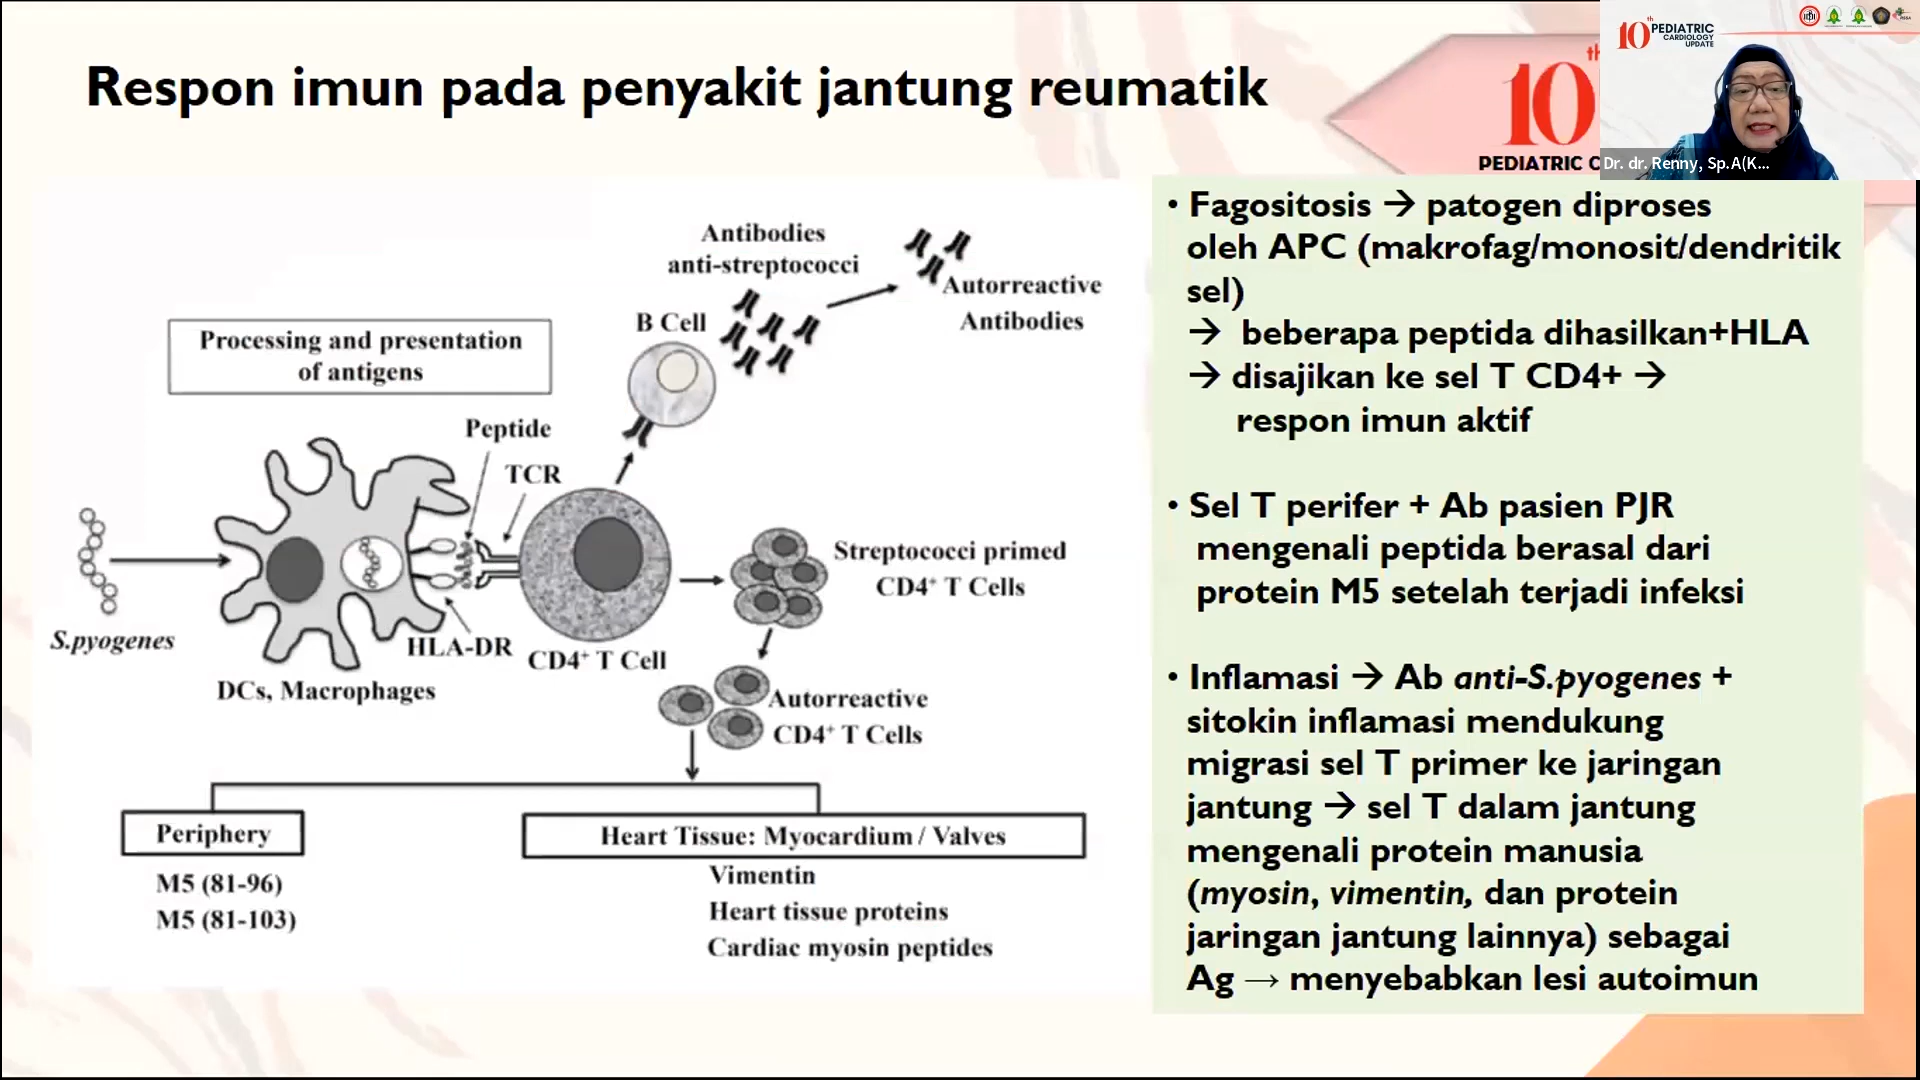 Respon imun pada penyakit jantung reumatik
10th
PEDIATRIC C
10th PEDIATRIC
CARDIOLOGY
UPDATE
Dr. dr. Renny, Sp.A(K...
Antibodies
anti-streptococci
Autorreactive
Antibodies
B Cell
Processing and presentation
of antigens
Peptide
TCR
S.pyogenes
HLA-DR
CD4+ T Cell
DCs, Macrophages
Streptococci primed
CD4+ T Cells
Autorreactive
CD4+ T Cells
Periphery
M5 (81-96)
M5 (81-103)
Heart Tissue: Myocardium / Valves
Vimentin
Heart tissue proteins
Cardiac myosin peptides
• Fagositosis → patogen diproses
oleh APC (makrofag/monosit/dendritik
sel)
→ beberapa peptida dihasilkan+HLA
→ disajikan ke sel T CD4+ →
respon imun aktif
• Sel T perifer + Ab pasien PJR
mengenali peptida berasal dari
protein M5 setelah terjadi infeksi
• Inflamasi → Ab anti-S.pyogenes +
sitokin inflamasi mendukung
migrasi sel T primer ke jaringan
jantung → sel T dalam jantung
mengenali protein manusia
(myosin, vimentin, dan protein
jaringan jantung lainnya) sebagai
Ag → menyebabkan lesi autoimun